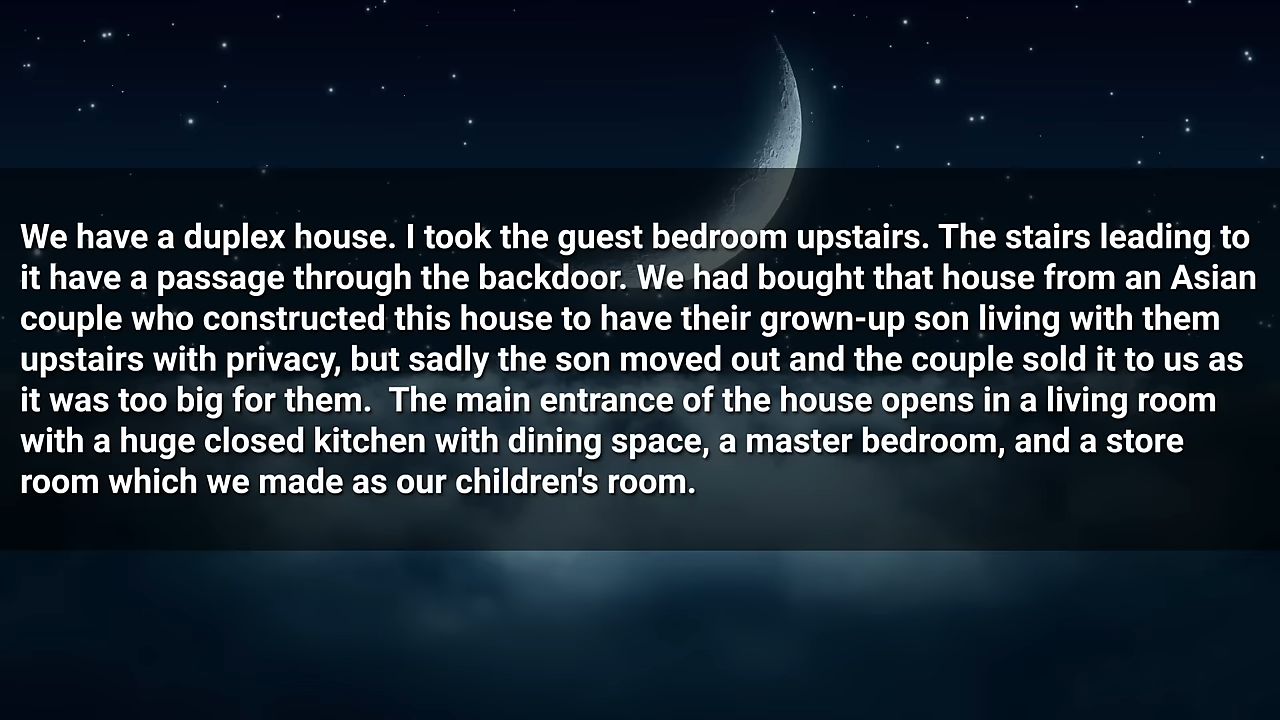 We have a duplex house. I took the guest bedroom upstairs. The stairs leading to
it have a passage through the backdoor. We had bought that house from an Asian
couple who constructed this house to have their grown-up son living with them
upstairs with privacy, but sadly the son moved out and the couple sold it to us as
it was too big for them.  The main entrance of the house opens in a living room
with a huge closed kitchen with dining space, a master bedroom, and a store
room which we made as our children's room.